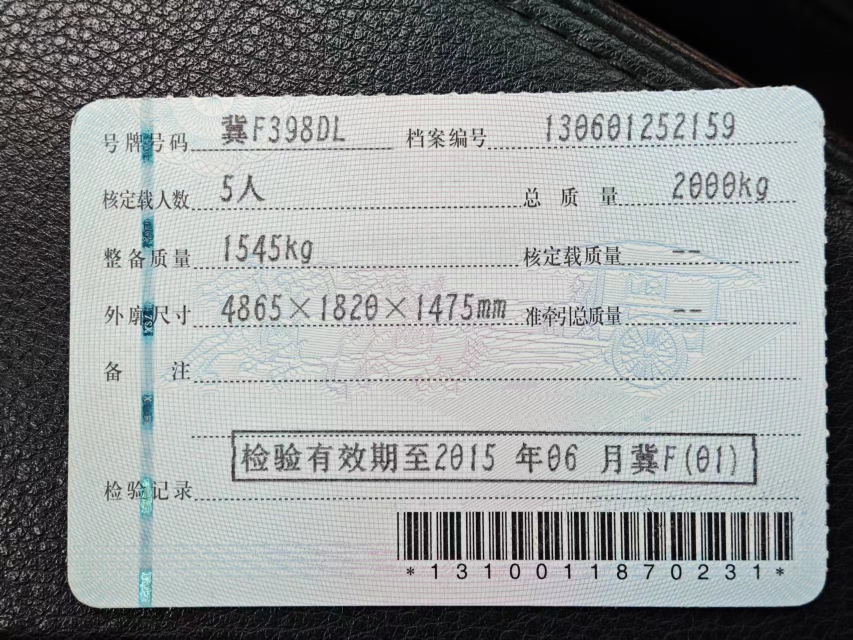 号牌号码 冀F398DL 档案编号 130601252159
核定载人数 5人 总质量 2000kg
整备质量 1545kg 核定载质量 --
外廓尺寸 4865×1820×1475mm 准牵引总质量 --
备注
检验有效期至2015 年06 月冀F(01)
检验记录
*1310011870231*